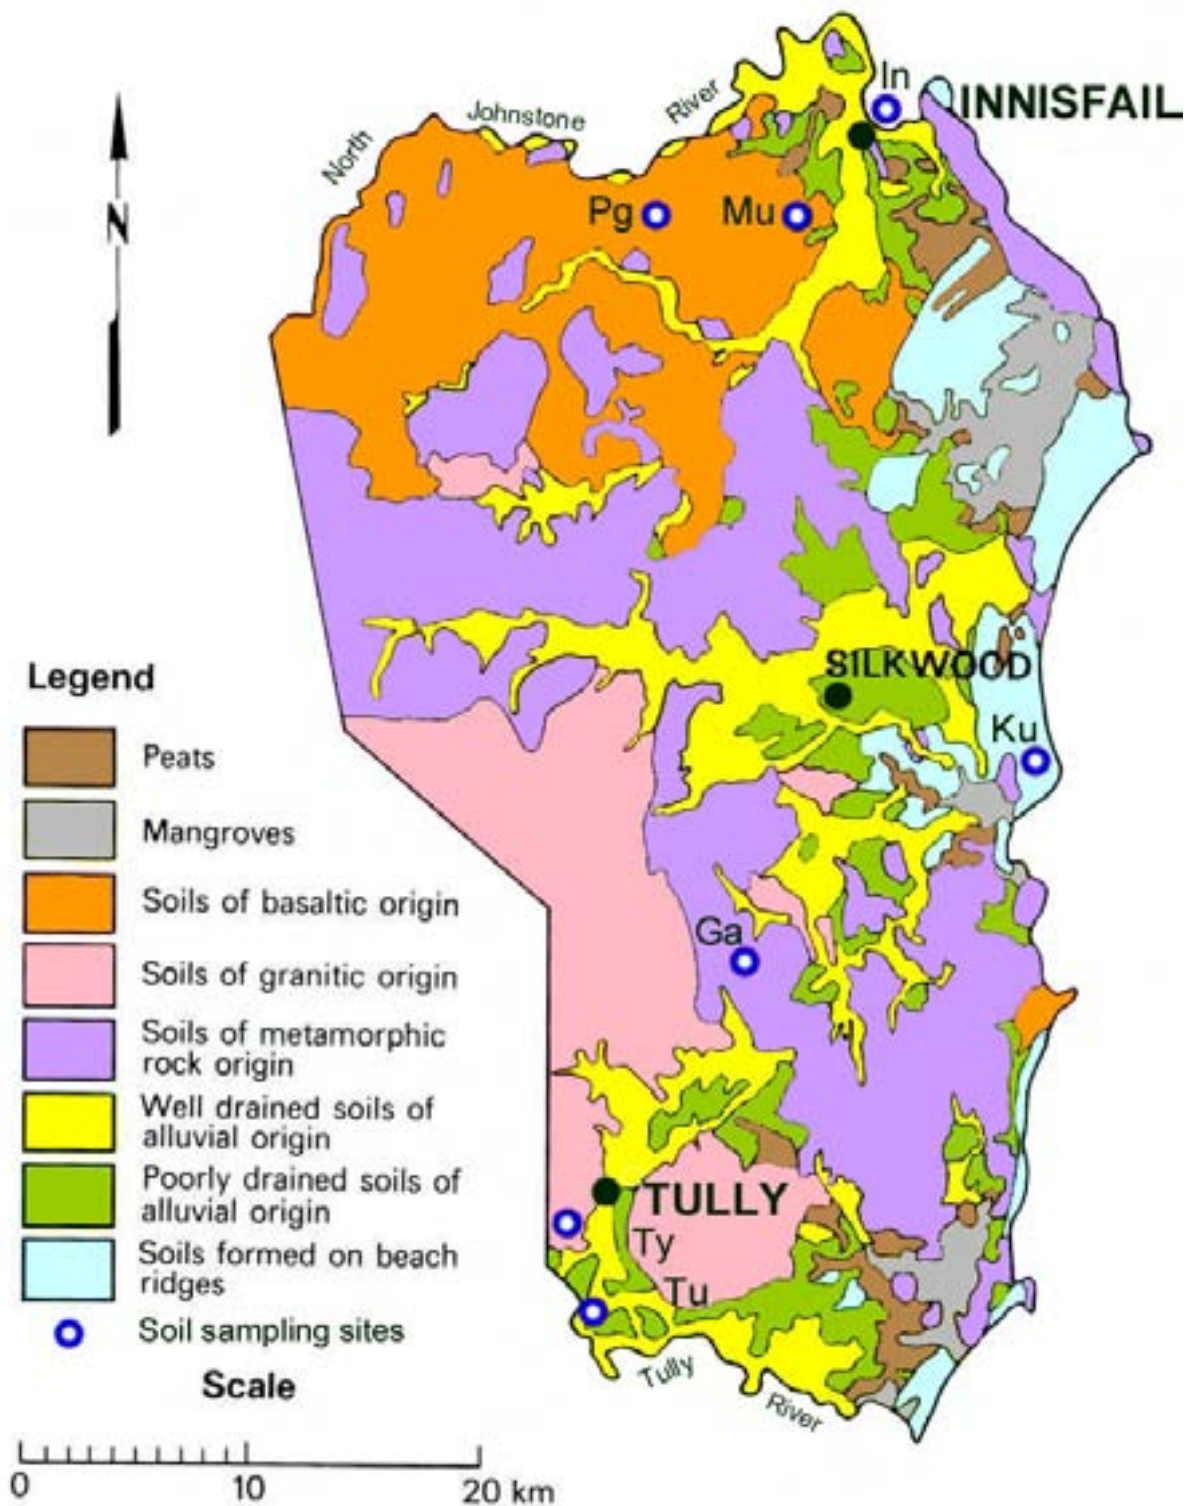 In
INNISFAIL
River
Johnstone
North
N
Pg
Mu
SILKWOOD
Legend
Ku
Peats
Mangroves
Soils of basaltic origin
Ga
Soils of granitic origin
Soils of metamorphic
rock origin
Well drained soils of
alluvial origin
Poorly drained soils of
alluvial origin
TULLY
Ty
Soils formed on beach
ridges
Tu
Soil sampling sites
Tully
River
Scale
0 10 20 km